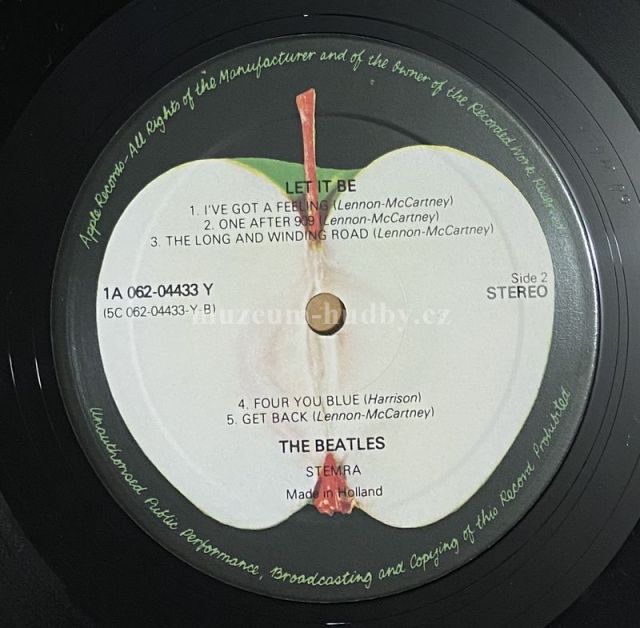 Apple Records-All Rights of the Manufacturer and of the Owner of the Recorded Work Reserved
LET IT BE
1. I'VE GOT A FEELING (Lennon-McCartney)
2. ONE AFTER 909 (Lennon-McCartney)
3. THE LONG AND WINDING ROAD (Lennon-McCartney)
1A 062-04433 Y
(5C 062-04433-Y-B)
Side 2
STEREO
muzeum-hudby.cz
4. FOUR YOU BLUE (Harrison)
5. GET BACK (Lennon-McCartney)
THE BEATLES
STEMRA
Made in Holland
Unauthorised Public Performance, Broadcasting and Copying of this Record Prohibited